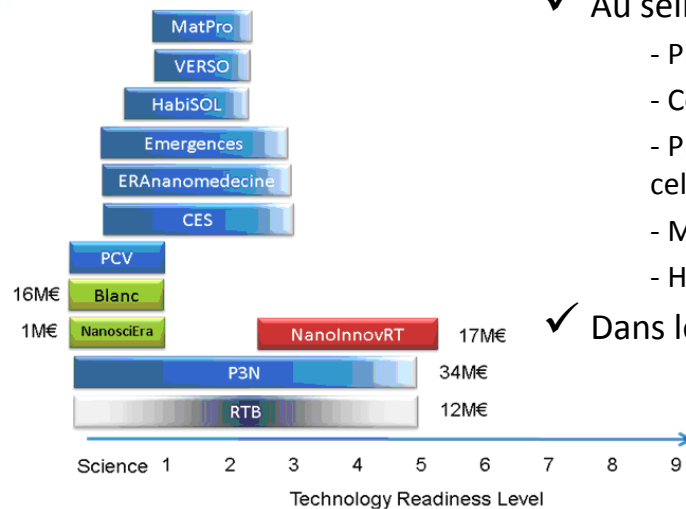 MatPro
VERSO
HabiSOL
Emergences
ERAnanomedecine
CES
PCV
16M€ Blanc
1M€ NanosciEra NanoInnovRT 17M€
P3N 34M€
RTB 12M€
Science 1 2 3 4 5 6 7 8 9
Technology Readiness Level
✓ Au sei
- P
- C
- P
cel
- M
- H
✓ Dans l